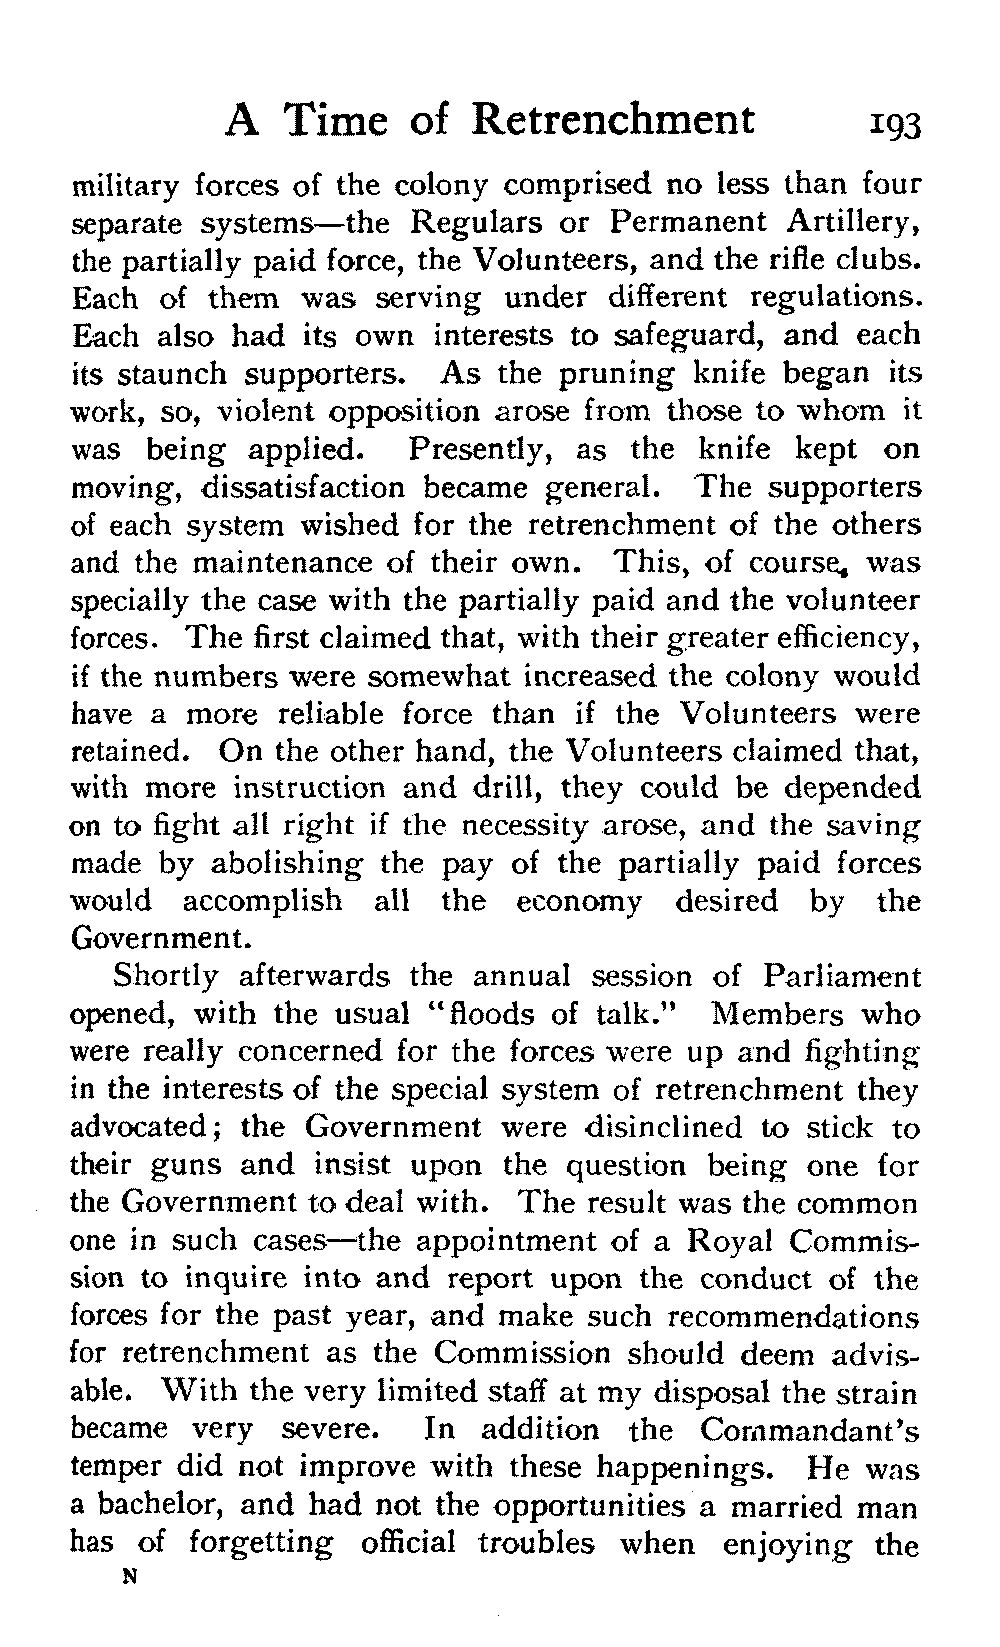 A Time of Retrenchment 193
military forces of the colony comprised no less than four
separate systems—the Regulars or Permanent Artillery,
the partially paid force, the Volunteers, and the rifle clubs.
Each of them was serving under different regulations.
Each also had its own interests to safeguard, and each
its staunch supporters. As the pruning knife began its
work, so, violent opposition arose from those to whom it
was being applied. Presently, as the knife kept on
moving, dissatisfaction became general. The supporters
of each system wished for the retrenchment of the others
and the maintenance of their own. This, of course, was
specially the case with the partially paid and the volunteer
forces. The first claimed that, with their greater efficiency,
if the numbers were somewhat increased the colony would
have a more reliable force than if the Volunteers were
retained. On the other hand, the Volunteers claimed that,
with more instruction and drill, they could be depended
on to fight all right if the necessity arose, and the saving
made by abolishing the pay of the partially paid forces
would accomplish all the economy desired by the
Government.
Shortly afterwards the annual session of Parliament
opened, with the usual “floods of talk.” Members who
were really concerned for the forces were up and fighting
in the interests of the special system of retrenchment they
advocated; the Government were disinclined to stick to
their guns and insist upon the question being one for
the Government to deal with. The result was the common
one in such cases—the appointment of a Royal Commis-
sion to inquire into and report upon the conduct of the
forces for the past year, and make such recommendations
for retrenchment as the Commission should deem advis-
able. With the very limited staff at my disposal the strain
became very severe. In addition the Commandant’s
temper did not improve with these happenings. He was
a bachelor, and had not the opportunities a married man
has of forgetting official troubles when enjoying the
N